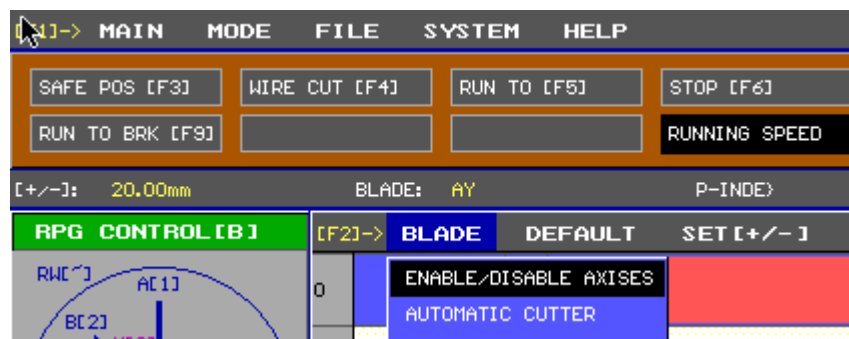 MAIN MODE FILE SYSTEM HELP
SAFE POS [F3] WIRE CUT [F4] RUN TO [F5] STOP [F6]
RUN TO BRK [F9] RUNNING SPEED
[+/-]: 20.00mm BLADE: AY P-INDE>
RPG CONTROL[B] [F2]-> BLADE DEFAULT SET[+/-]
RW[~] A[1] 0 ENABLE/DISABLE AXISES
B[2] AUTOMATIC CUTTER